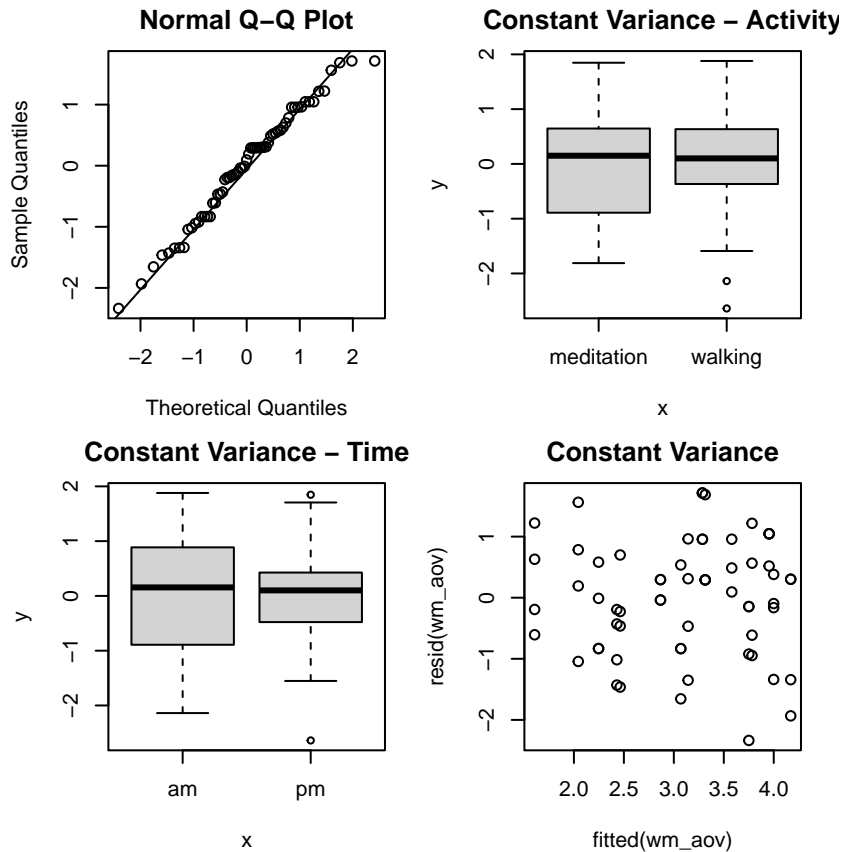 Normal Q−Q Plot
Sample Quantiles
1
0
−1
−2
−2 −1 0 1 2
Theoretical Quantiles
Constant Variance − Activity
y
2
1
0
−1
−2
meditation walking
x
Constant Variance − Time
y
2
1
0
−1
−2
am pm
x
Constant Variance
resid(wm_aov)
1
0
−1
−2
2.0 2.5 3.0 3.5 4.0
fitted(wm_aov)